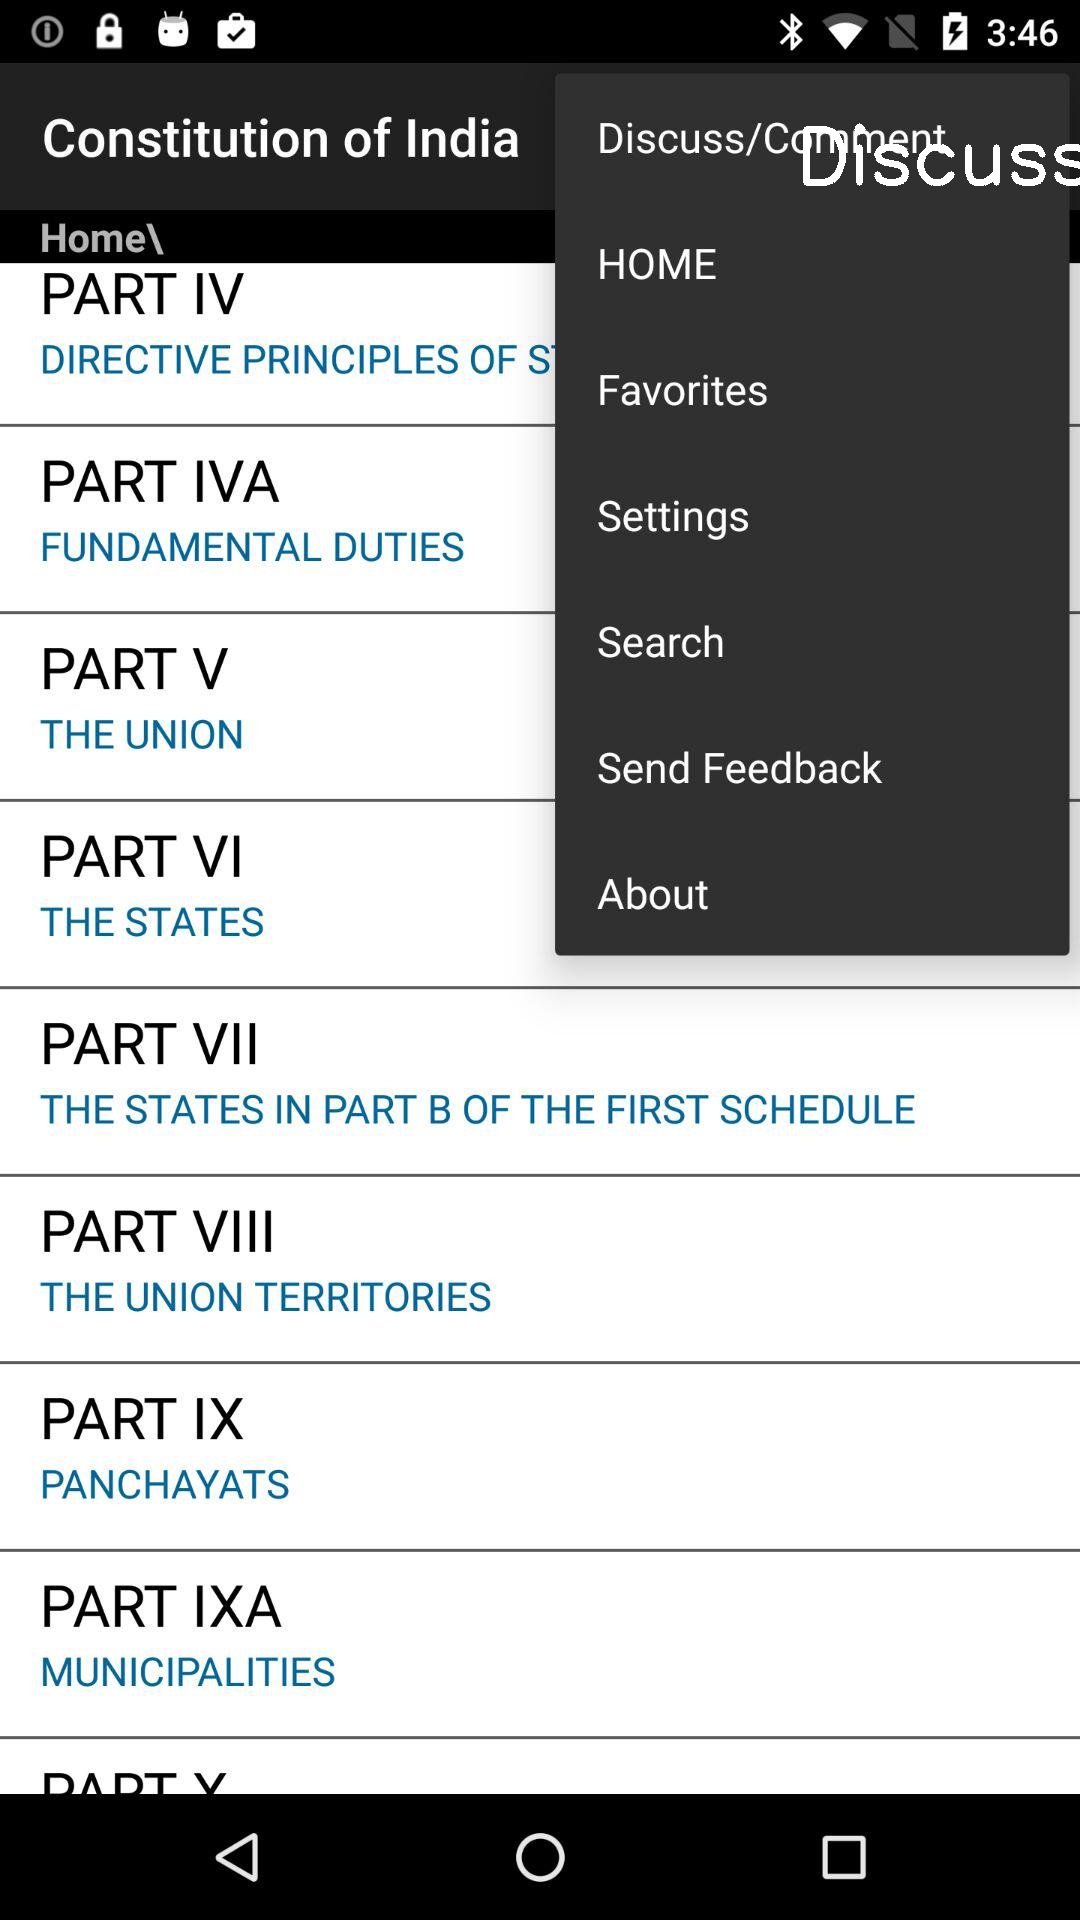 3:46
Constitution of India
Discuss/Comment
Discuss
Home\
HOME
PART IV
DIRECTIVE PRINCIPLES OF
Favorites
PART IVA
FUNDAMENTAL DUTIES
Settings
PART V
THE UNION
Search
Send Feedback
PART VI
THE STATES
About
PART VII
THE STATES IN PART B OF THE FIRST SCHEDULE
PART VIII
THE UNION TERRITORIES
PART IX
PANCHAYATS
PART IXA
MUNICIPALITIES
PART X